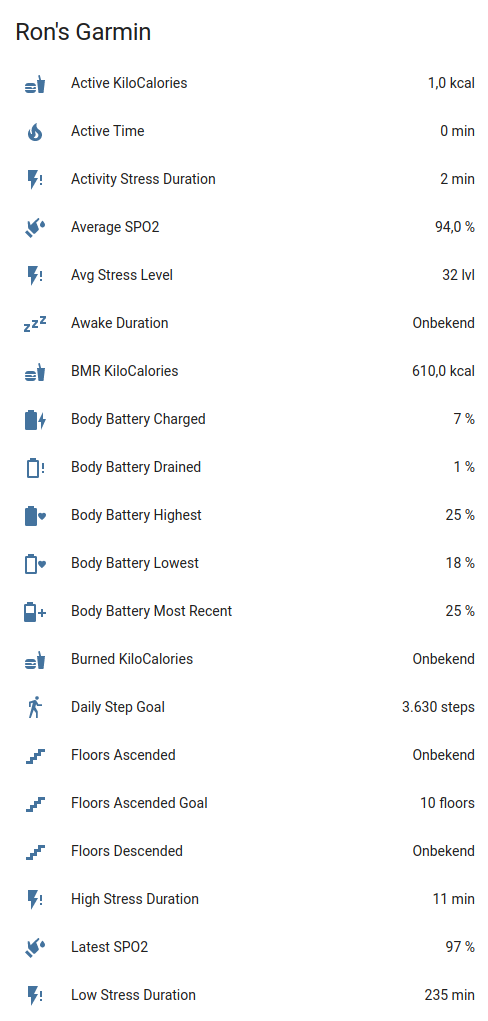 Ron's Garmin
Active KiloCalories 1,0 kcal
Active Time 0 min
Activity Stress Duration 2 min
Average SPO2 94,0 %
Avg Stress Level 32 lvl
Awake Duration Onbekend
BMR KiloCalories 610,0 kcal
Body Battery Charged 7 %
Body Battery Drained 1 %
Body Battery Highest 25 %
Body Battery Lowest 18 %
Body Battery Most Recent 25 %
Burned KiloCalories Onbekend
Daily Step Goal 3.630 steps
Floors Ascended Onbekend
Floors Ascended Goal 10 floors
Floors Descended Onbekend
High Stress Duration 11 min
Latest SPO2 97 %
Low Stress Duration 235 min